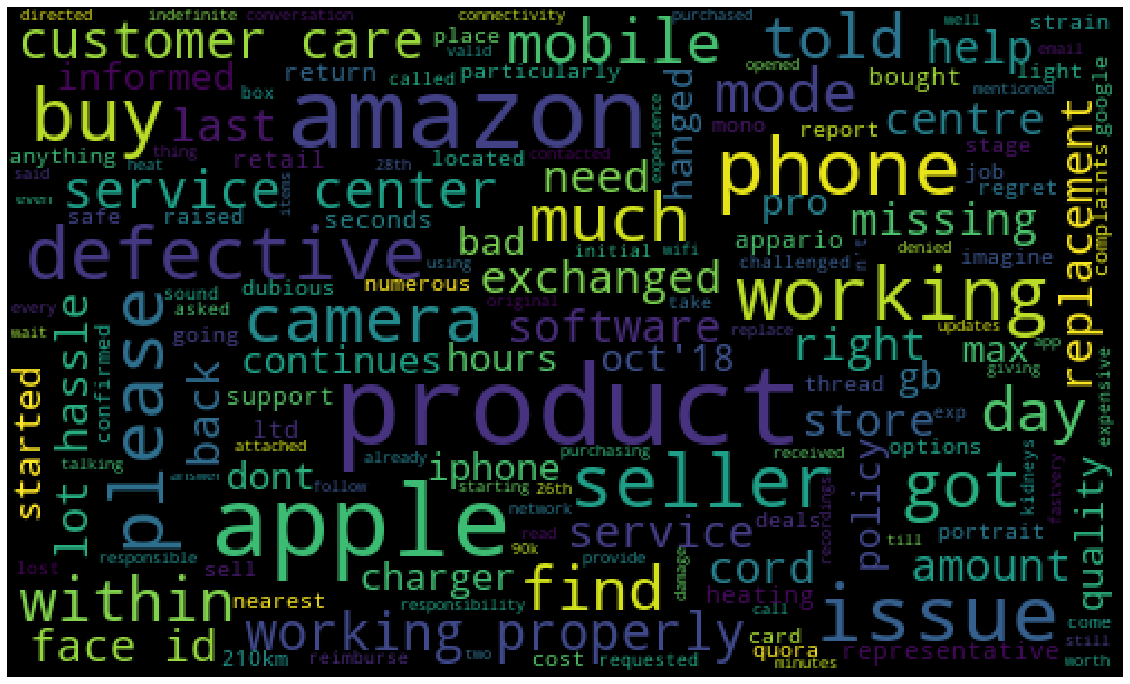 directed indefinite conversation connectivity purchased well strain
customer care place valid mobile told help email
informed return called particularly opened bought mentioned light google
buy box last amazon hanged mode centre
anything thing retail located contacted experience mono report stage complaints
said heat 28th need phone job replacement
seven service center items much pro regret
safe raised seconds missing
defective using bad initial wifi appario denied imagine
dubious numerous exchanged challenged
every sound asked original take working
wait going camera software replace updates app
hassle please continues hours oct'18 right max giving
confirmed back support product thread gb day expensive
started lot ltd store exp
talking attached already iphone purchasing received options
dont follow starting 26th seller got kidneys fastvery quality
apple network read service deals recordings policy till portrait
responsible 90k provide amount
lost sell charger damage cord
within nearest responsibility find heating call issue come
face id working properly card still
210km reimburse two cost requested quora minutes representative worth